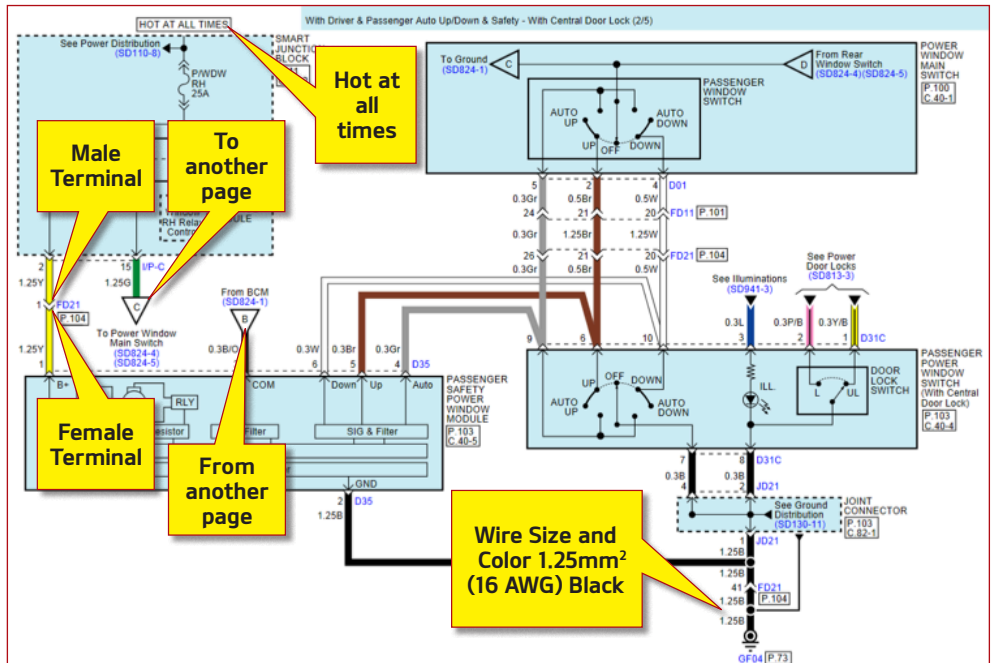 With Driver & Passenger Auto Up/Down & Safety - With Central Door Lock (2/5)
HOT AT ALL TIMES
See Power Distribution
(SD110-8)
SMART
JUNCTION
BLOCK
P/WDW
RH
25A
Hot at
all
times
Male
Terminal
To
another
page
RH Relay
Control
To Ground
(SD824-1)
C
D
From Rear
Window Switch
(SD824-4)(SD824-5)
POWER
WINDOW
MAIN
SWITCH
P.100
C.40-1
PASSENGER
WINDOW
SWITCH
AUTO
UP
AUTO
DOWN
UP
OFF
DOWN
5
2
4
D01
0.3Gr
0.5Br
0.5W
24
21
20
FD11
P.101
0.3Gr
1.25Br
1.25W
26
21
20
FD21
P.104
0.3Gr
0.5Br
0.5W
2
15
I/P-C
1.25Y
1.25G
1
FD21
P.104
C
To Power Window
Main Switch
(SD824-4)
(SD824-5)
From BCM
(SD824-1)
B
1.25Y
0.3B/O
0.3W
0.3Br
0.3Gr
1
6
5
4
D35
See Illuminations
(SD941-3)
See Power
Door Locks
(SD813-3)
0.3L
0.3P/B
0.3Y/B
9
6
10
3
2
1
D31C
B+
COM
Down
Up
Auto
RLY
Filter
SIG & Filter
GND
PASSENGER
SAFETY
POWER
WINDOW
MODULE
P.103
C.40-5
Female
Terminal
From
another
page
2
D35
1.25B
UP
OFF
DOWN
AUTO
UP
AUTO
DOWN
ILL.
DOOR
LOCK
SWITCH
L
UL
PASSENGER
POWER
WINDOW
SWITCH
(With Central
Door Lock)
P.103
C.40-4
7
8
D31C
0.3B
0.3B
4
2
JD21
See Ground
Distribution
(SD130-11)
JOINT
CONNECTOR
P.103
C.82-1
1
JD21
1.25B
1.25B
41
FD21
P.104
1.25B
1.25B
GF04
P.73
Wire Size and
Color 1.25mm²
(16 AWG) Black